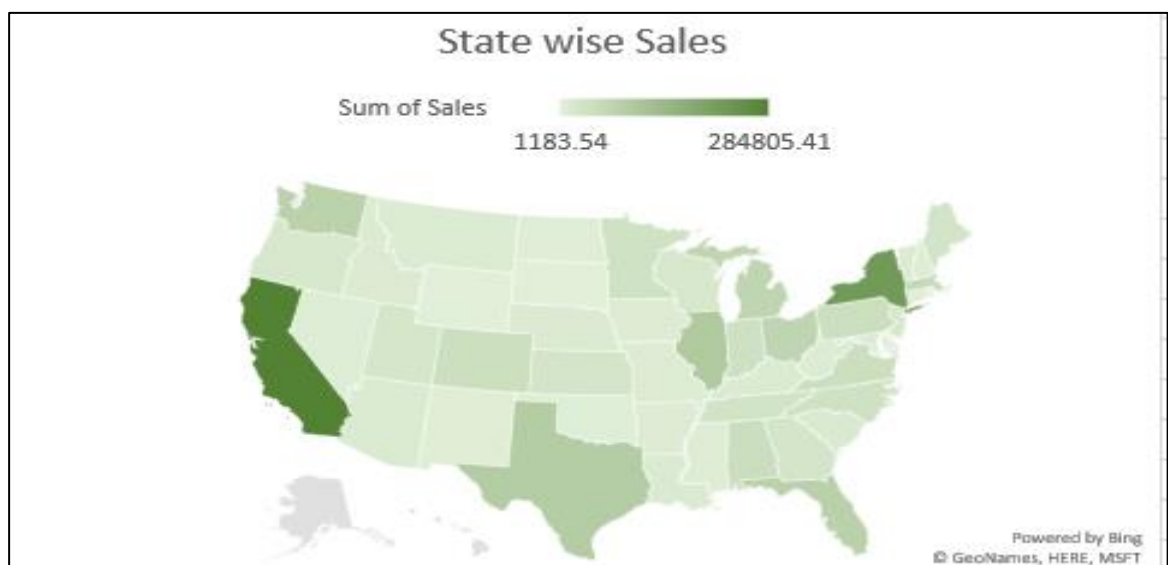 State wise Sales
Sum of Sales
1183.54 284805.41
Powered by Bing
© GeoNames, HERE, MSFT